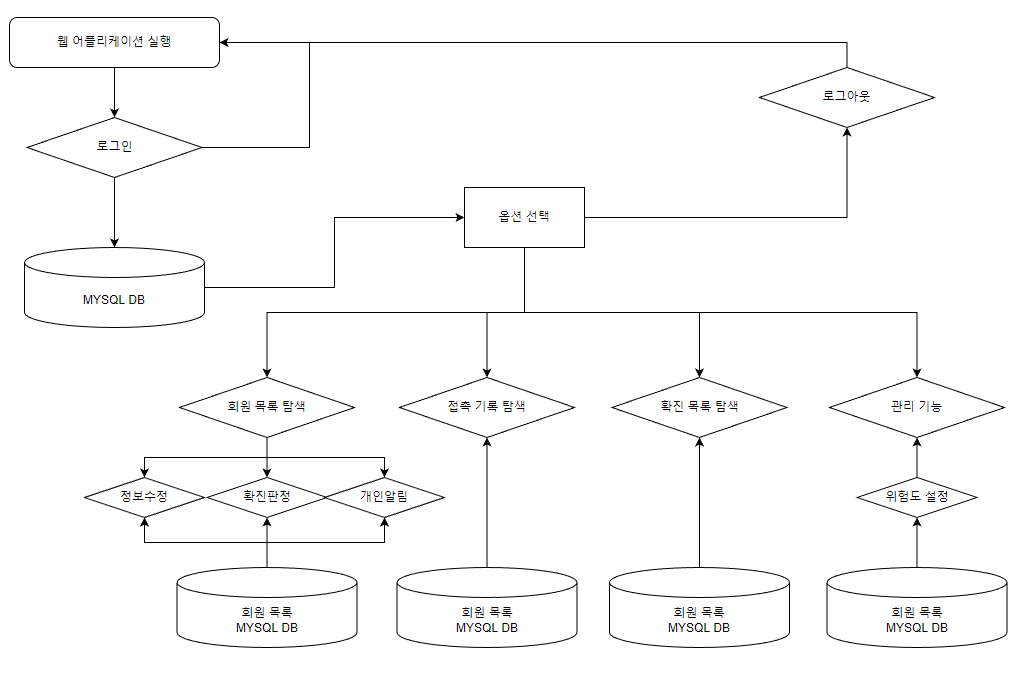 웹 어플리케이션 실행
로그아웃
로그인
옵션 선택
MYSQL DB
회원 목록 탐색
접촉 기록 탐색
확진 목록 탐색
관리 기능
정보수정
확진판정
개인알림
위험도 설정
회원 목록
MYSQL DB
회원 목록
MYSQL DB
회원 목록
MYSQL DB
회원 목록
MYSQL DB